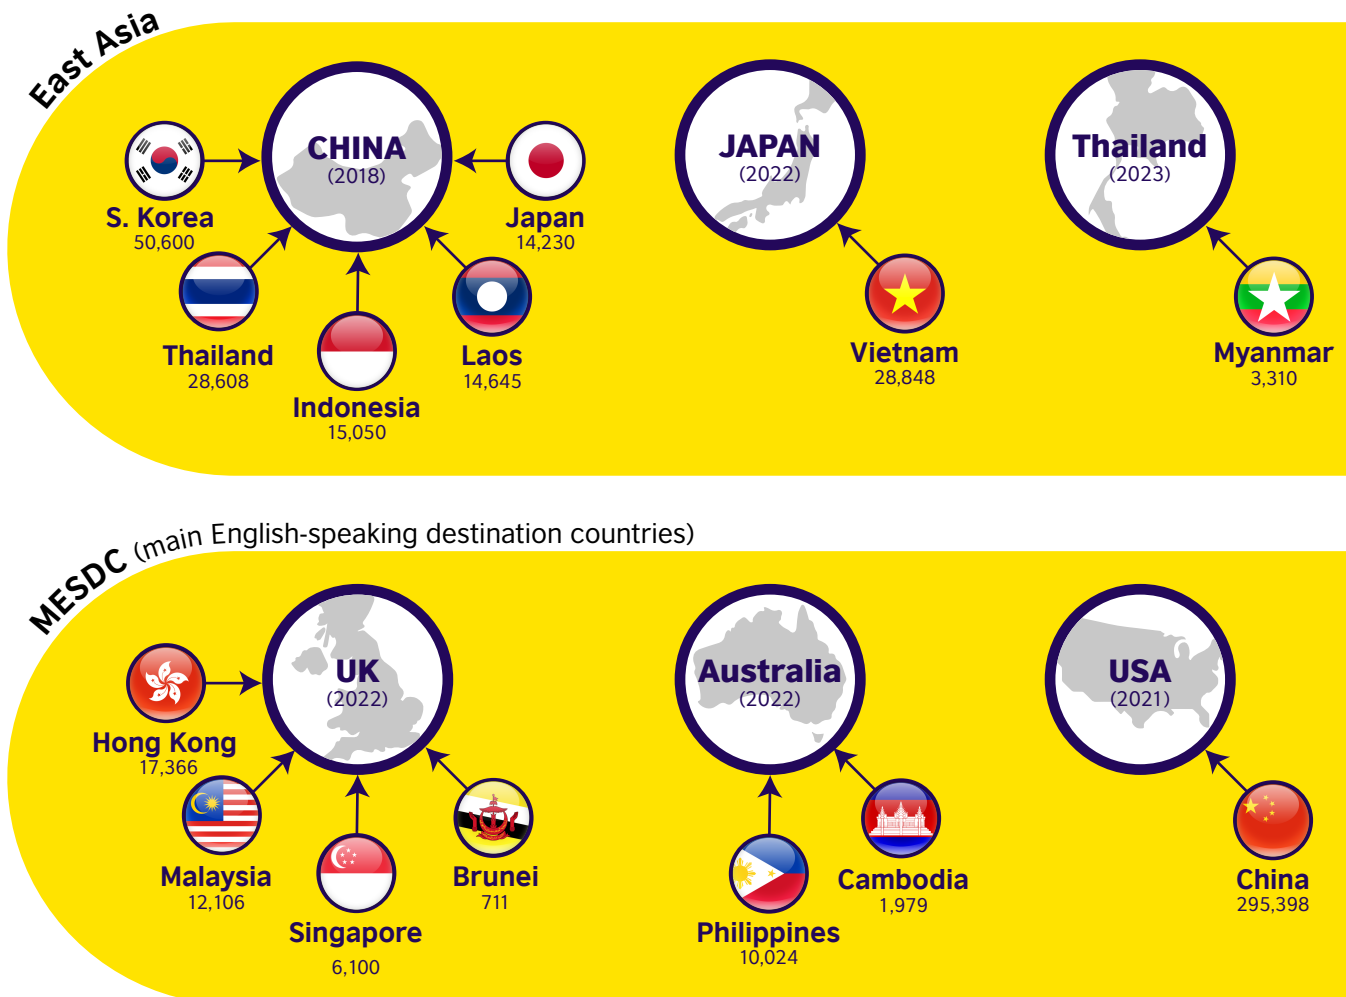 East Asia
CHINA
(2018)
S. Korea
50,600
Thailand
28,608
Indonesia
15,050
Laos
14,645
Japan
14,230
JAPAN
(2022)
Vietnam
28,848
Thailand
(2023)
Myanmar
3,310
MESDC (main English-speaking destination countries)
UK
(2022)
Hong Kong
17,366
Malaysia
12,106
Singapore
6,100
Brunei
711
Australia
(2022)
Philippines
10,024
Cambodia
1,979
USA
(2021)
China
295,398